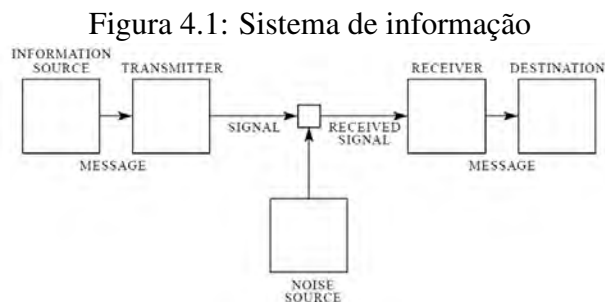 Figura 4.1: Sistema de informação
INFORMATION
SOURCE
TRANSMITTER
RECEIVER
DESTINATION
SIGNAL
RECEIVED
SIGNAL
MESSAGE
MESSAGE
NOISE
SOURCE